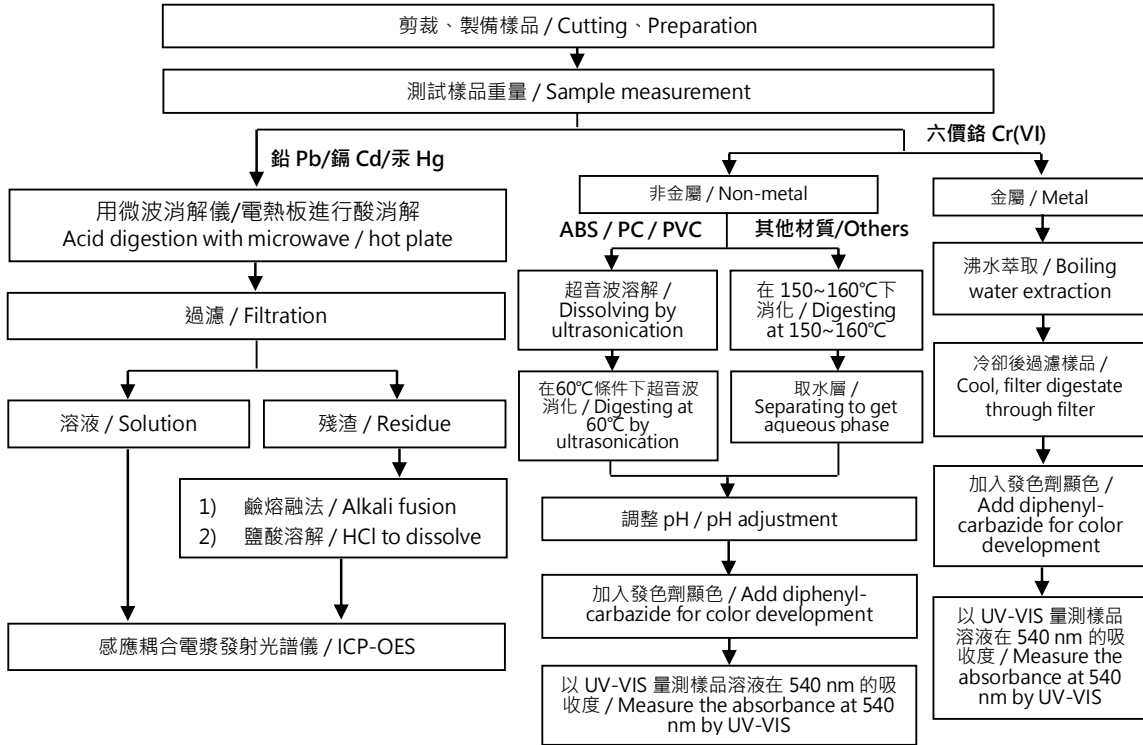 剪裁、製備樣品 / Cutting、Preparation
測試樣品重量 / Sample measurement
鉛 Pb/鎘 Cd/汞 Hg
六價鉻 Cr(VI)
用微波消解儀/電熱板進行酸消解
Acid digestion with microwave / hot plate
過濾 / Filtration
溶液 / Solution
殘渣 / Residue
1) 鹼熔融法 / Alkali fusion
2) 鹽酸溶解 / HCl to dissolve
感應耦合電漿發射光譜儀 / ICP-OES
非金屬 / Non-metal
ABS / PC / PVC
其他材質/Others
超音波溶解 /
Dissolving by
ultrasonication
在 150~160℃下
消化 / Digesting
at 150~160℃
在60℃條件下超音波
消化 / Digesting at
60℃ by
ultrasonication
取水層 /
Separating to get
aqueous phase
調整 pH / pH adjustment
加入發色劑顯色 / Add diphenyl-
carbazide for color development
以 UV-VIS 量測樣品溶液在 540 nm 的吸
收度 / Measure the absorbance at 540
nm by UV-VIS
金屬 / Metal
沸水萃取 / Boiling
water extraction
冷卻後過濾樣品 /
Cool, filter digestate
through filter
加入發色劑顯色 /
Add diphenyl-
carbazide for color
development
以 UV-VIS 量測樣品
溶液在 540 nm 的吸
收度 / Measure the
absorbance at 540
nm by UV-VIS